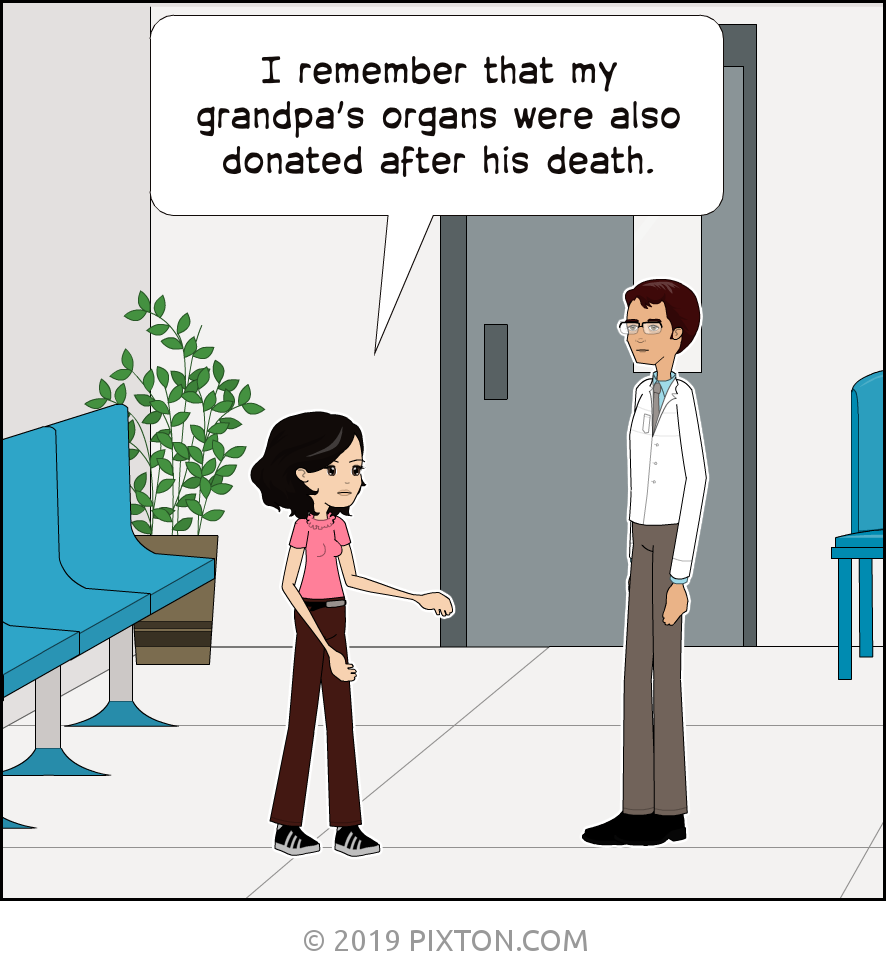 I remember that my
grandpa's organs were also
donated after his death.
© 2019 PIXTON.COM